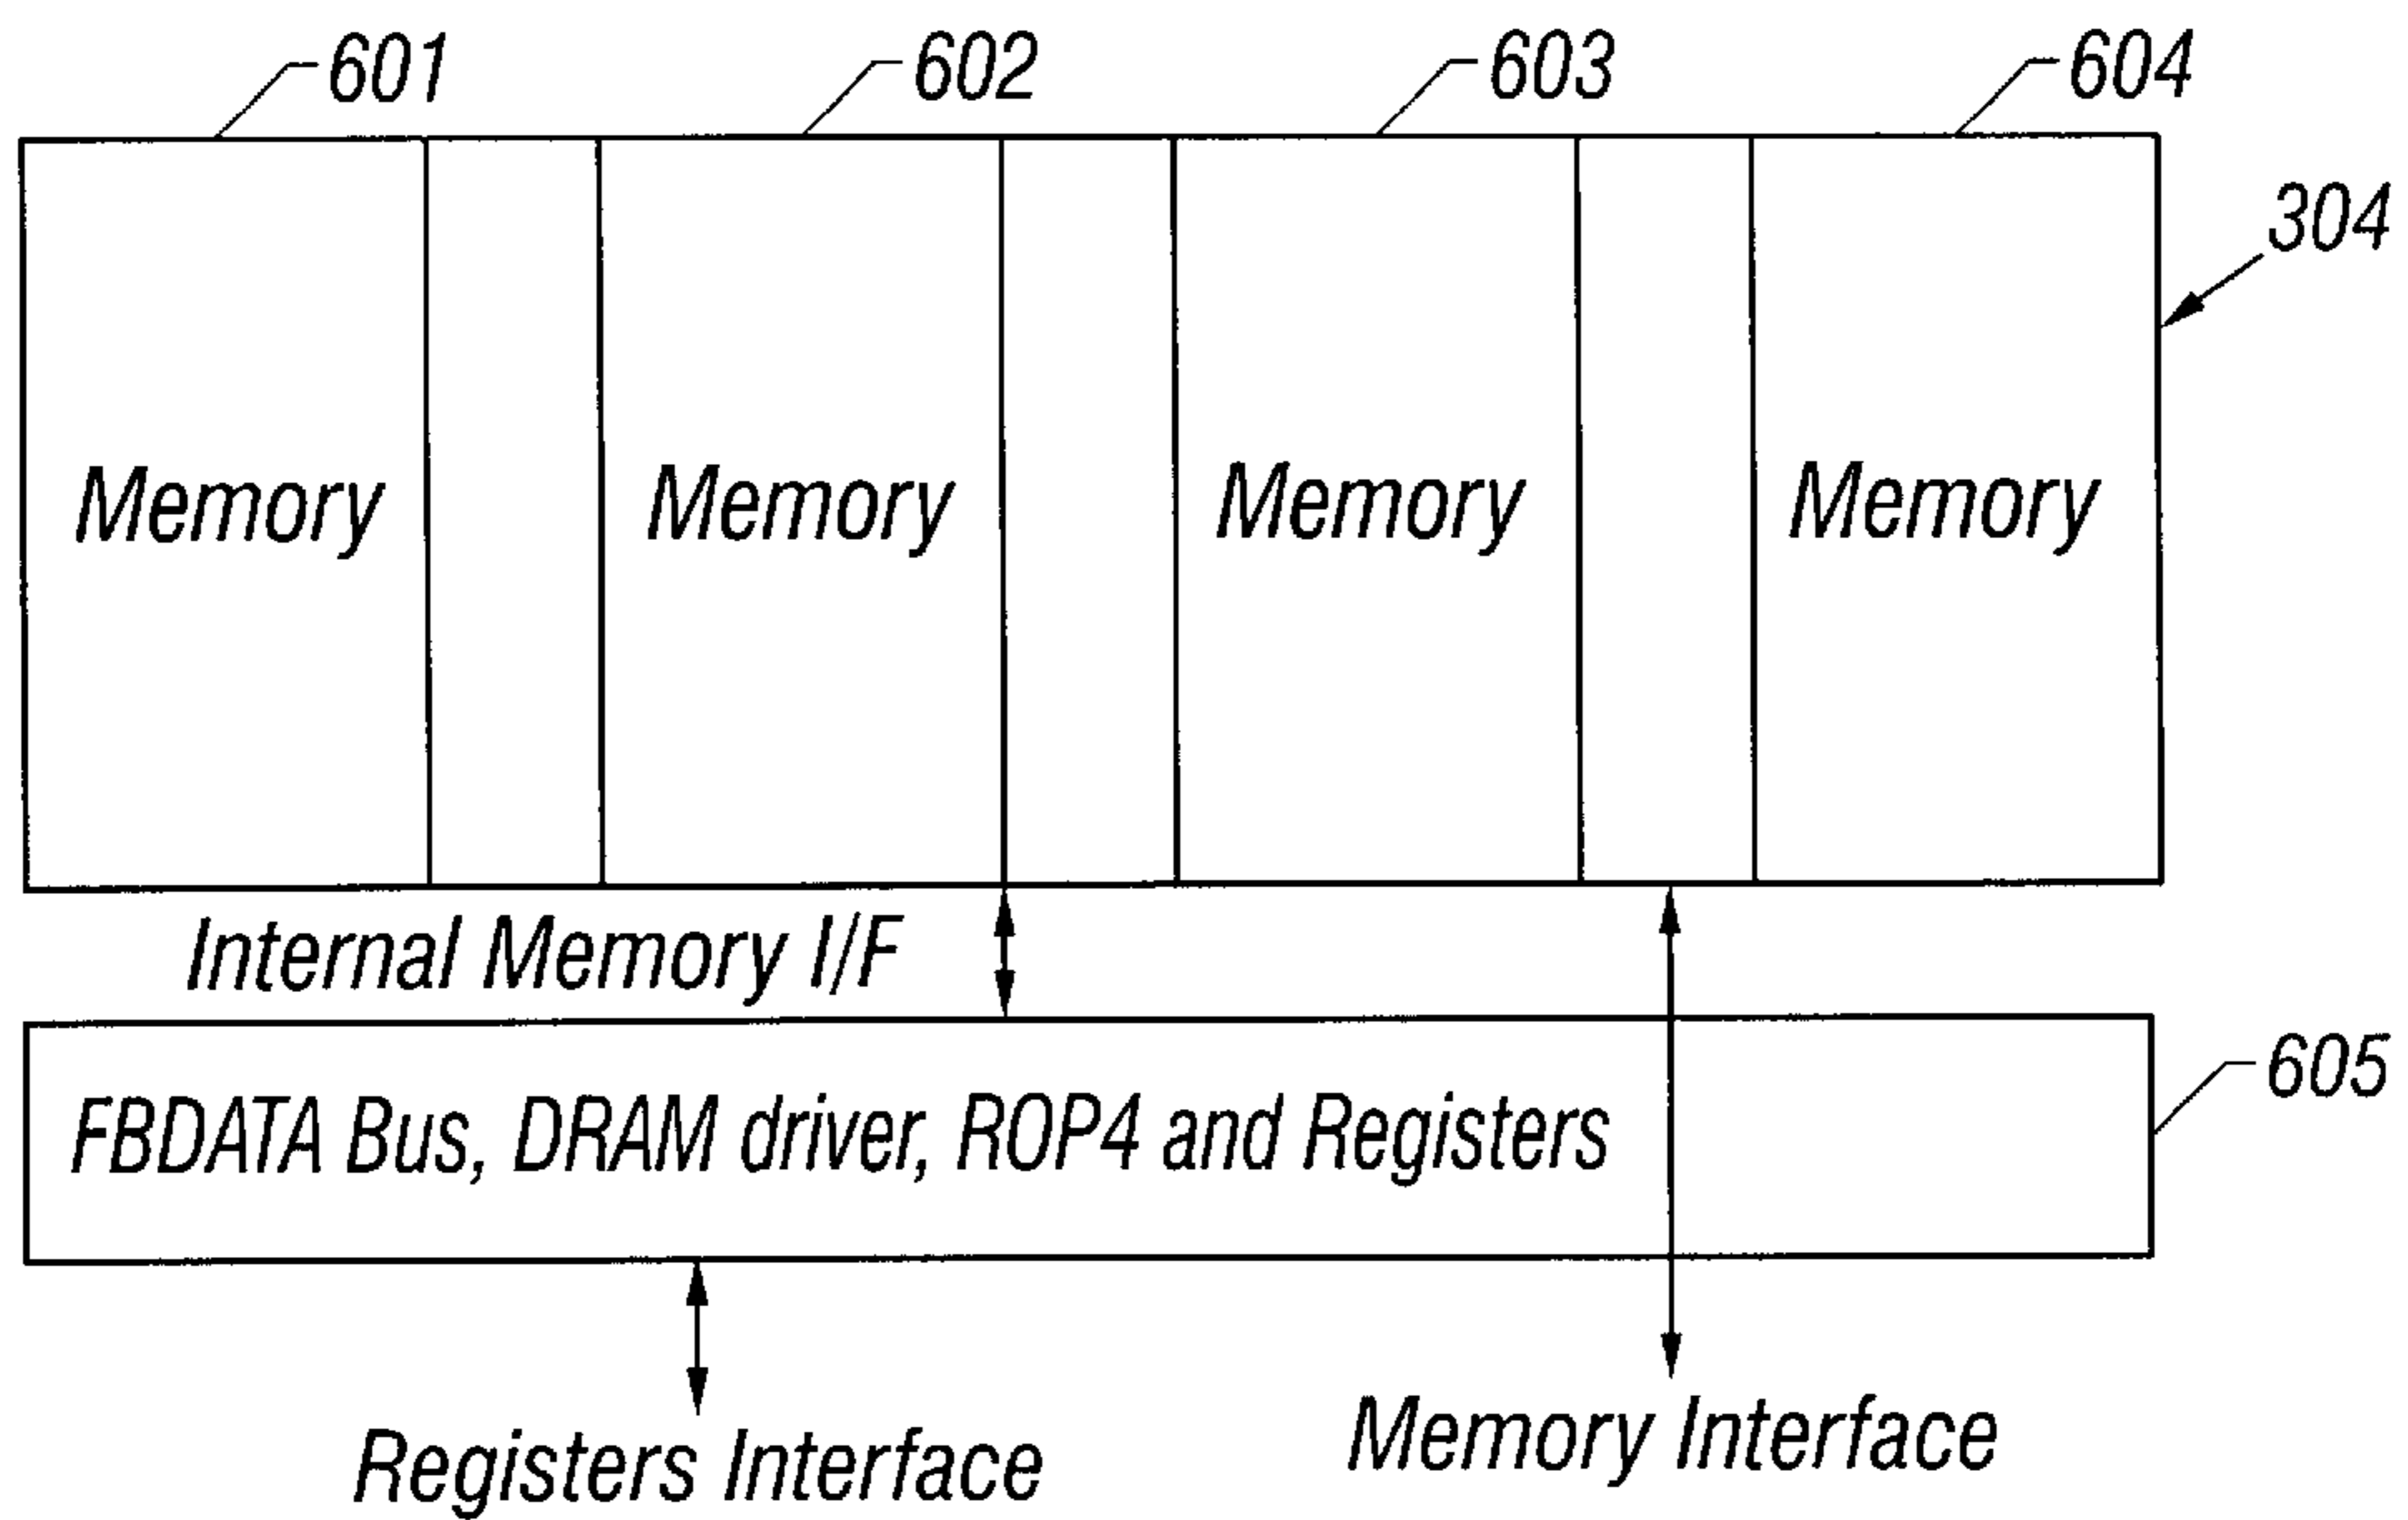 601
602
603
604
304
Memory
Memory
Memory
Memory
Internal Memory I/F
605
FBDATA Bus, DRAM driver, ROP4 and Registers
Registers Interface
Memory Interface